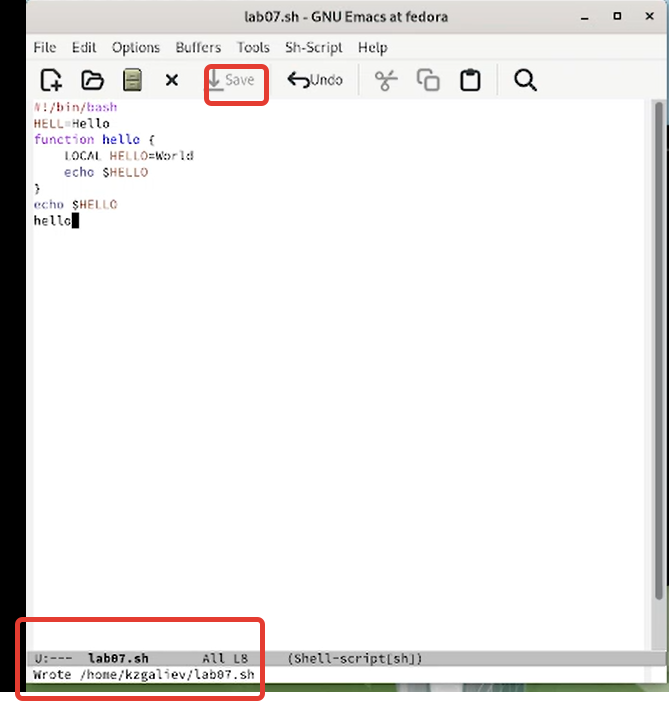 lab07.sh - GNU Emacs at fedora
File Edit Options Buffers Tools Sh-Script Help
Save Undo
#!/bin/bash
HELL=Hello
function hello {
    LOCAL HELLO=World
    echo $HELLO
}
echo $HELLO
hello
U:--- lab07.sh All L8 (Shell-script[sh])
Wrote /home/kzgaliev/lab07.sh